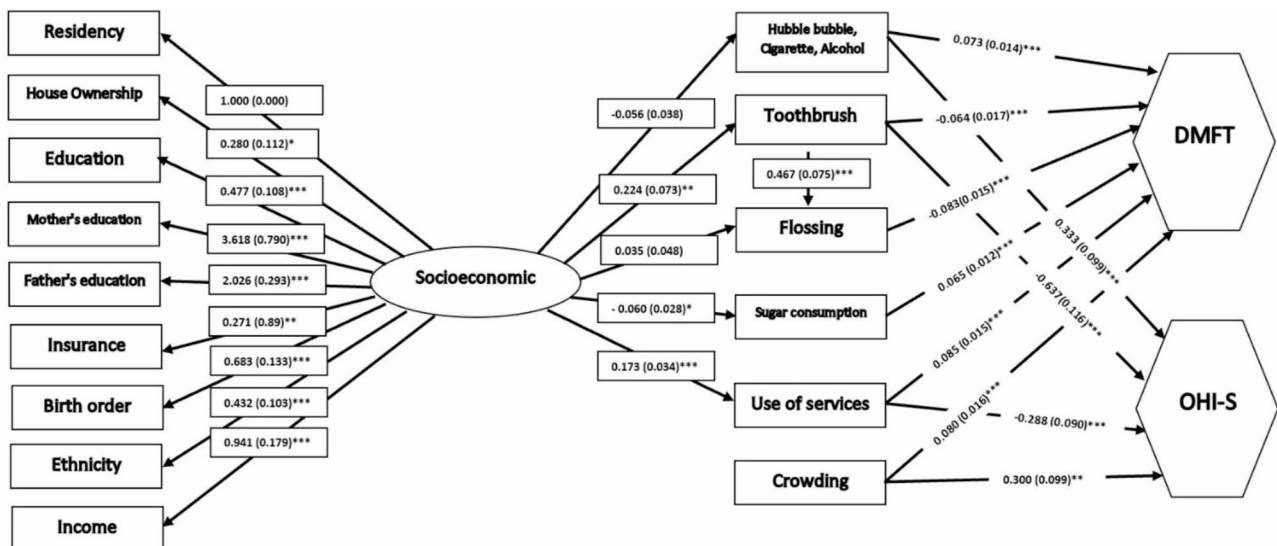 Residency
House Ownership
Education
Mother's education
Father's education
Insurance
Birth order
Ethnicity
Income
1.000 (0.000)
0.280 (0.112)*
0.477 (0.108)***
3.618 (0.790)***
2.026 (0.293)***
0.271 (0.89)**
0.683 (0.133)***
0.432 (0.103)***
0.941 (0.179)***
Socioeconomic
-0.056 (0.038)
0.224 (0.073)**
0.035 (0.048)
- 0.060 (0.028)*
0.173 (0.034)***
Hubble bubble,
Cigarette, Alcohol
Toothbrush
0.467 (0.075)***
Flossing
Sugar consumption
Use of services
Crowding
0.073 (0.014)***
-0.064 (0.017)***
-0.083(0.015)***
0.065 (0.012)***
0.085 (0.015)***
0.080 (0.016)***
0.333 (0.099)***
-0.637(0.116)***
-0.288 (0.090)***
0.300 (0.099)**
DMFT
OHI-S